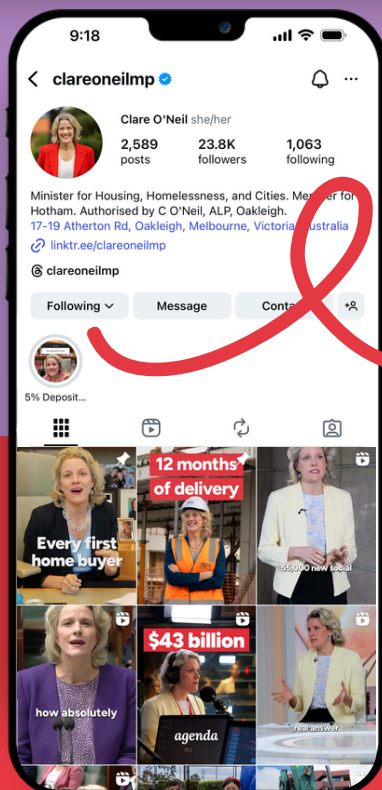 9:18
clareoneilmp
Clare O'Neil she/her
2,589 23.8K 1,063
posts followers following
Minister for Housing, Homelessness, and Cities. for
Hotham. Authorised by C O'Neil, ALP, Oakleigh.
17-19 Atherton Rd, Oakleigh, Melbourne, Victoria
linktr.ee/clareoneilmp
clareoneilmp
Following Message
5% Deposit...
Every first
home buyer
12 months
of delivery
55,000 new social
how absolutely
$43 billion
agenda
real answer